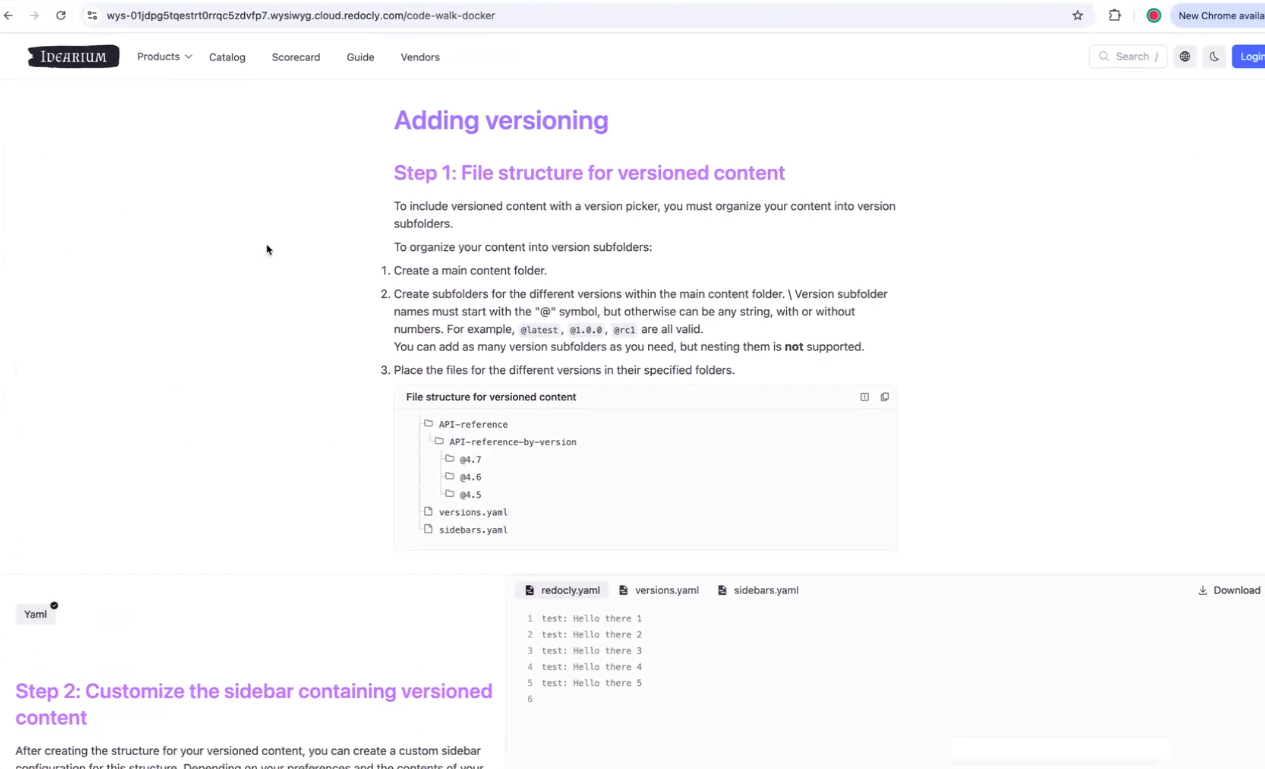 wys-01jdpg5tqestrt0rrqc5zdvfp7.wysiwyg.cloud.redocly.com/code-walk-docker
New Chrome availa
IDEARIUM
Products
Catalog
Scorecard
Guide
Vendors
Search /
Login
Adding versioning
Step 1: File structure for versioned content
To include versioned content with a version picker, you must organize your content into version
subfolders.
To organize your content into version subfolders:
1. Create a main content folder.
2. Create subfolders for the different versions within the main content folder. \ Version subfolder
names must start with the "@" symbol, but otherwise can be any string, with or without
numbers. For example, @latest, @1.0.0, @rc1 are all valid.
You can add as many version subfolders as you need, but nesting them is not supported.
3. Place the files for the different versions in their specified folders.
File structure for versioned content
API-reference
API-reference-by-version
@4.7
@4.6
@4.5
versions.yaml
sidebars.yaml
Yaml
Step 2: Customize the sidebar containing versioned
content
After creating the structure for your versioned content, you can create a custom sidebar
configuration for this structure. Depending on your preferences and the contents of your
redocly.yaml
versions.yaml
sidebars.yaml
Download
1 test: Hello there 1
2 test: Hello there 2
3 test: Hello there 3
4 test: Hello there 4
5 test: Hello there 5
6